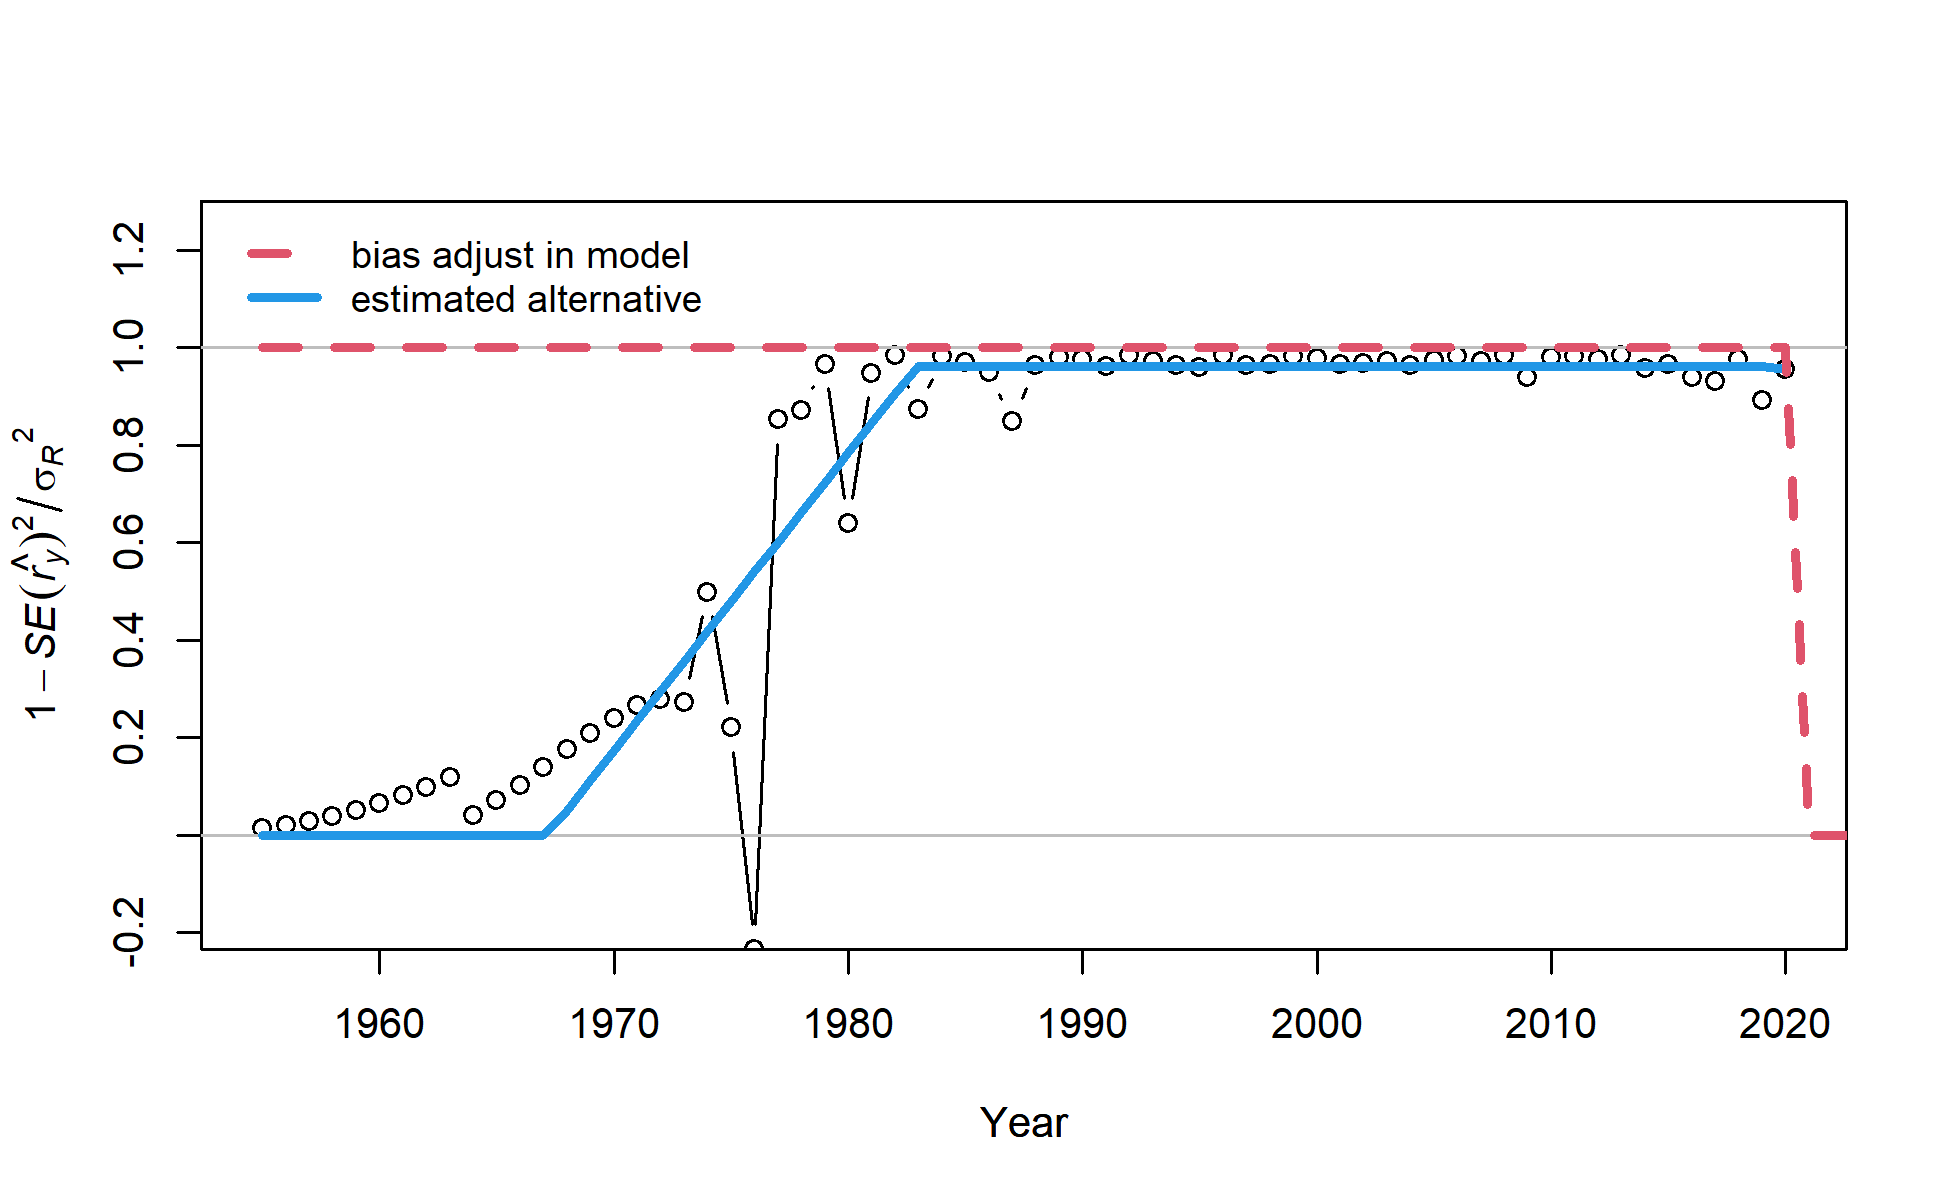 bias adjust in model
estimated alternative
1 − SE(r̂y)² / σR²
1.2
1.0
0.8
0.6
0.4
0.2
-0.2
1960 1970 1980 1990 2000 2010 2020
Year